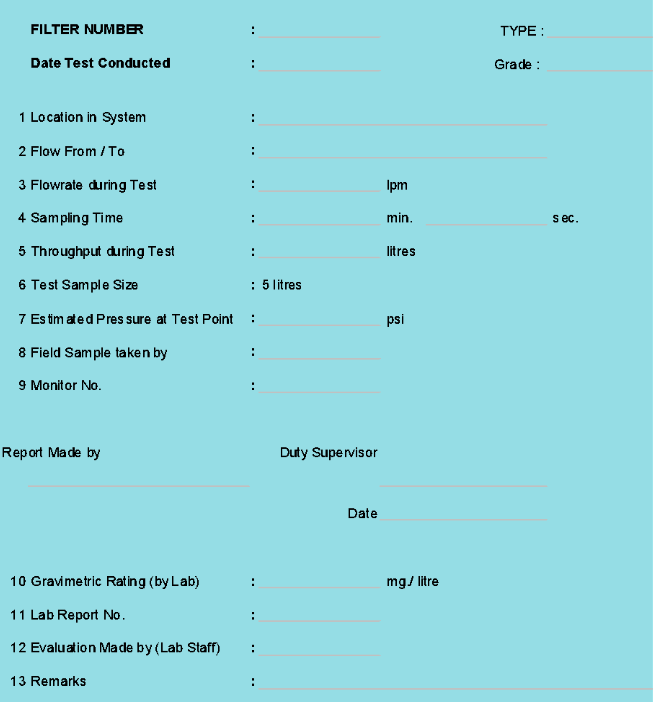 FILTER NUMBER : TYPE :
Date Test Conducted : Grade :
1 Location in System :
2 Flow From / To :
3 Flowrate during Test : lpm
4 Sampling Time : min. sec.
5 Throughput during Test : litres
6 Test Sample Size : 5 litres
7 Estimated Pressure at Test Point : psi
8 Field Sample taken by :
9 Monitor No. :
Report Made by Duty Supervisor
Date
10 Gravimetric Rating (by Lab) : mg./ litre
11 Lab Report No. :
12 Evaluation Made by (Lab Staff) :
13 Remarks :